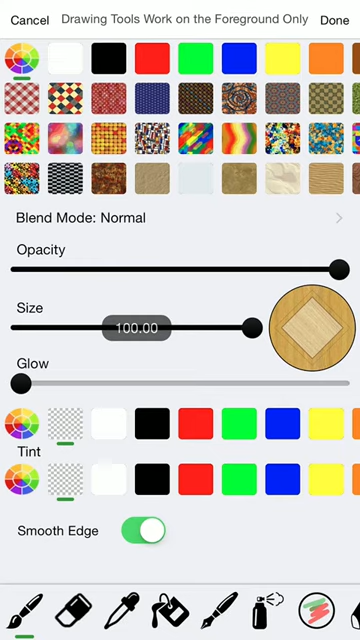 Cancel Drawing Tools Work on the Foreground Only Done
Blend Mode: Normal
Opacity
Size
100.00
Glow
Tint
Smooth Edge